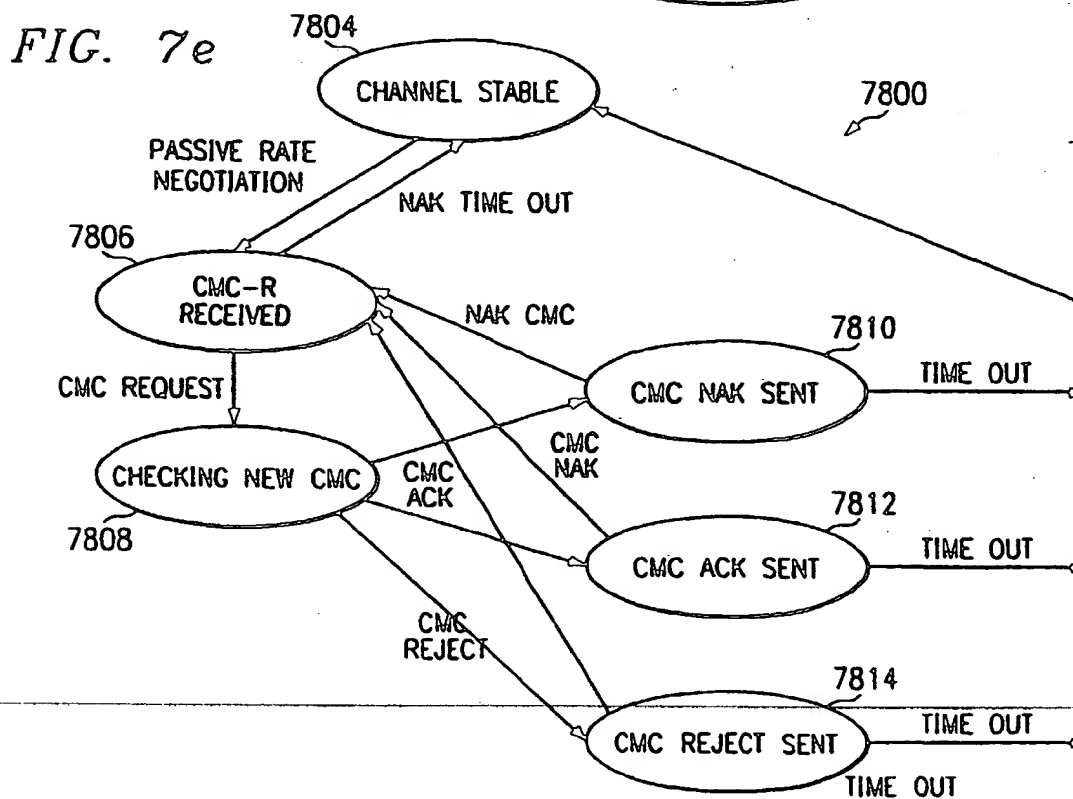 FIG. 7e
7804
CHANNEL STABLE
7800
PASSIVE RATE
NEGOTIATION
NAK TIME OUT
7806
CMC-R
RECEIVED
NAK CMC
7810
CMC NAK SENT
TIME OUT
CMC REQUEST
CMC
NAK
CHECKING NEW CMC
CMC
ACK
7808
7812
CMC ACK SENT
TIME OUT
CMC
REJECT
7814
CMC REJECT SENT
TIME OUT
TIME OUT